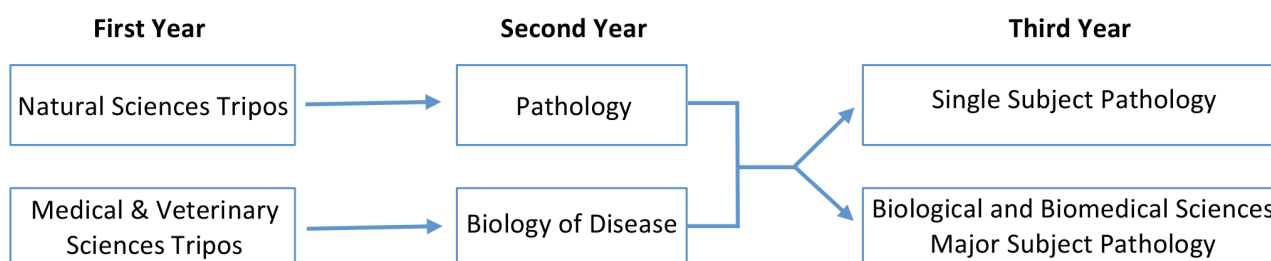 First Year
Second Year
Third Year
Natural Sciences Tripos
Pathology
Single Subject Pathology
Medical & Veterinary
Sciences Tripos
Biology of Disease
Biological and Biomedical Sciences
Major Subject Pathology